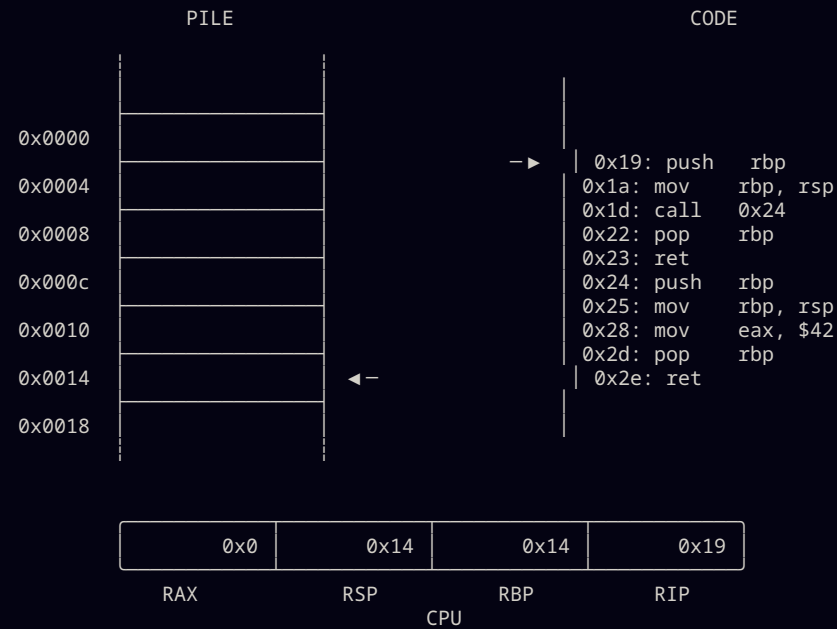 PILE CODE
0x0000
0x19: push rbp
0x0004 0x1a: mov rbp, rsp
0x1d: call 0x24
0x0008 0x22: pop rbp
0x23: ret
0x000c 0x24: push rbp
0x25: mov rbp, rsp
0x0010 0x28: mov eax, $42
0x2d: pop rbp
0x0014 0x2e: ret
0x0018
0x0 0x14 0x14 0x19
RAX RSP RBP RIP
CPU